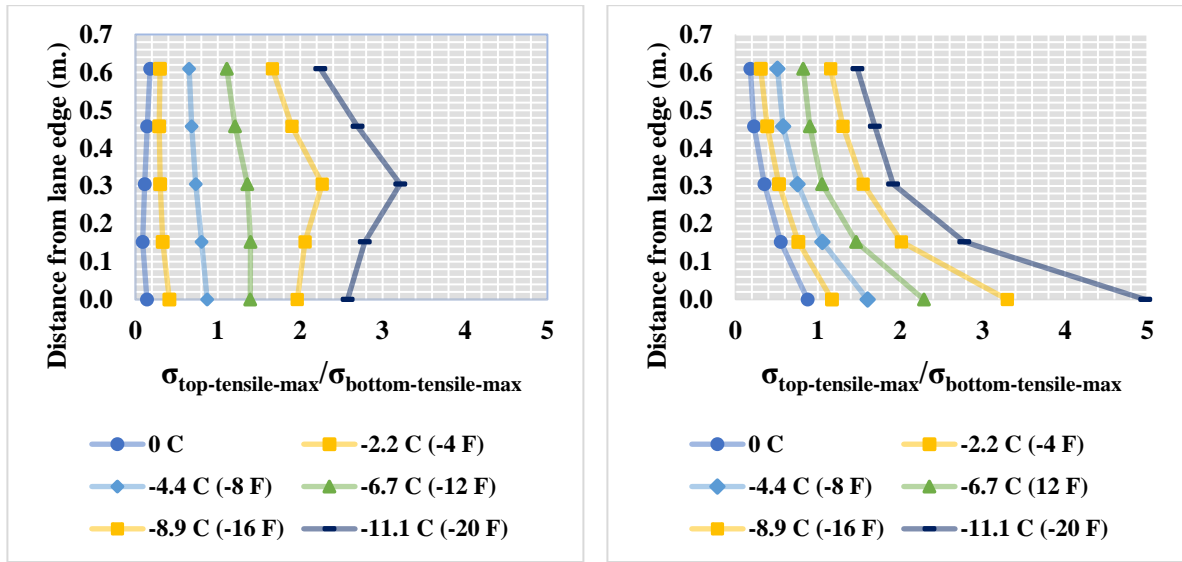 Distance from lane edge (m.)
0.7
0.6
0.5
0.4
0.3
0.2
0.1
0.0
0 1 2 3 4 5
σtop-tensile-max/σbottom-tensile-max
0 C
-2.2 C (-4 F)
-4.4 C (-8 F)
-6.7 C (-12 F)
-8.9 C (-16 F)
-11.1 C (-20 F)
Distance from lane edge (m.)
0.7
0.6
0.5
0.4
0.3
0.2
0.1
0.0
0 1 2 3 4 5
σtop-tensile-max/σbottom-tensile-max
0 C
-2.2 C (-4 F)
-4.4 C (-8 F)
-6.7 C (12 F)
-8.9 C (-16 F)
-11.1 C (-20 F)